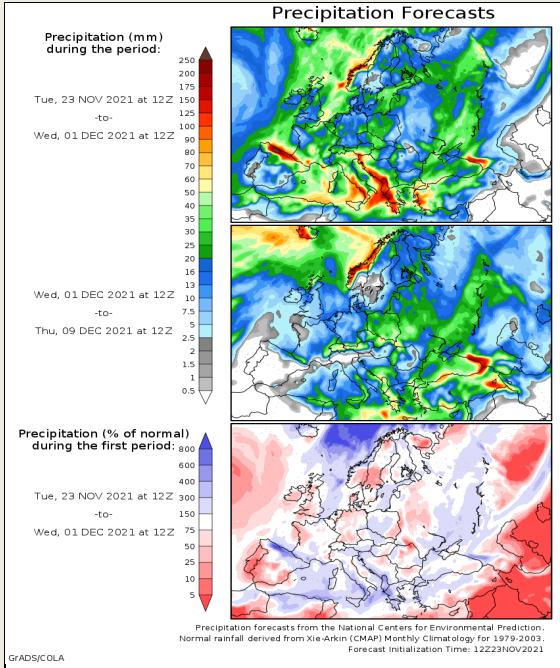 Precipitation Forecasts
Precipitation (mm)
during the period:
Tue, 23 NOV 2021 at 12Z
-to-
Wed, 01 DEC 2021 at 12Z
250
200
175
150
125
100
90
80
70
60
50
40
35
30
25
20
16
13
10
7.5
5
2.5
2
1.5
1
0.5
Wed, 01 DEC 2021 at 12Z
-to-
Thu, 09 DEC 2021 at 12Z
Precipitation (% of normal)
during the first period:
Tue, 23 NOV 2021 at 12Z
-to-
Wed, 01 DEC 2021 at 12Z
800
600
400
300
150
75
50
25
10
5
Precipitation forecasts from the National Centers for Environmental Prediction.
Normal rainfall derived from Xie-Arkin (CMAP) Monthly Climatology for 1979-2003.
Forecast Initialization Time: 12Z23NOV2021
GrADS/COLA